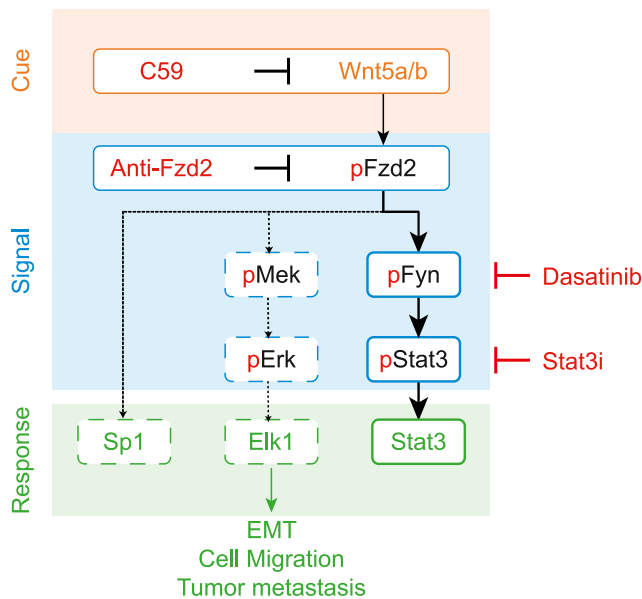 Cue
C59 Wnt5a/b
Signal
Anti-Fzd2 pFzd2
pMek pFyn Dasatinib
pErk pStat3 Stat3i
Response
Sp1 Elk1 Stat3
EMT
Cell Migration
Tumor metastasis